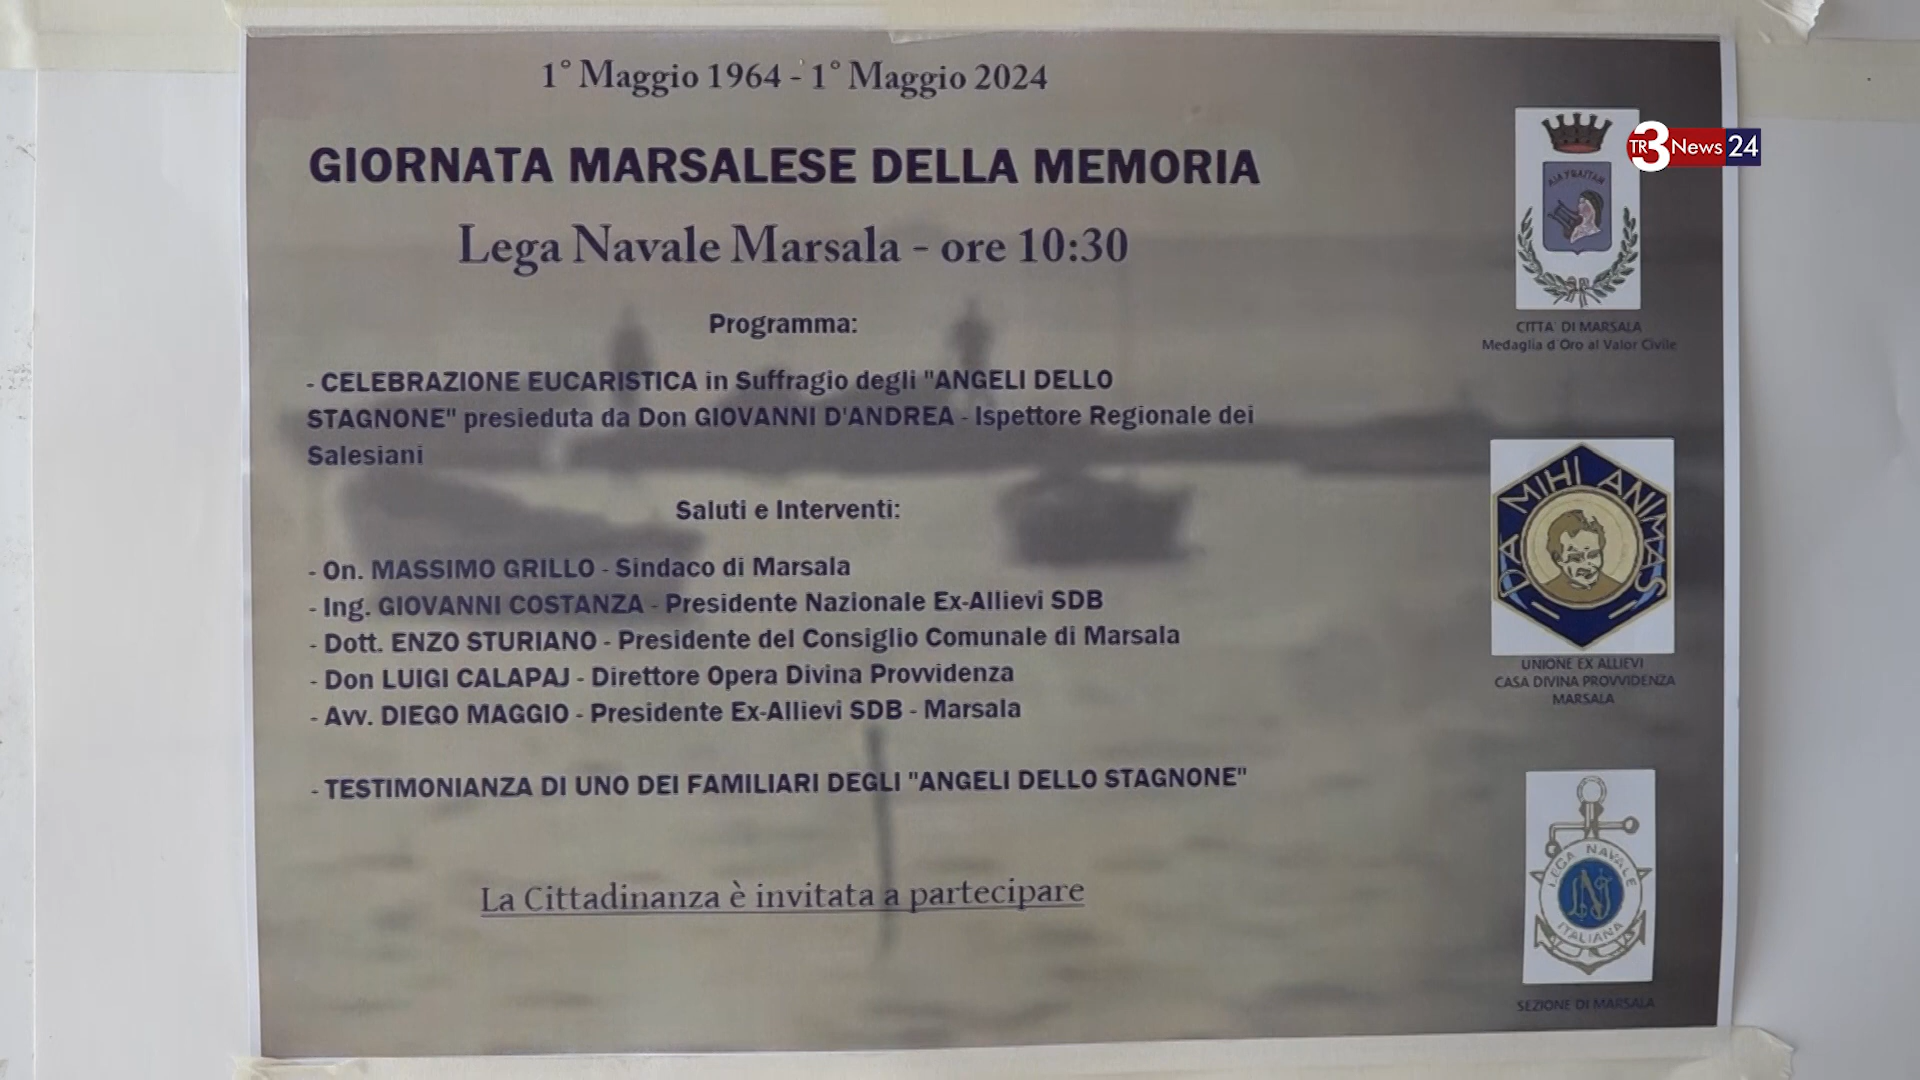 1° Maggio 1964 - 1° Maggio 2024
GIORNATA MARSALESE DELLA MEMORIA
Lega Navale Marsala - ore 10:30
Programma:
- CELEBRAZIONE EUCARISTICA in Suffragio degli "ANGELI DELLO
STAGNONE" presieduta da Don GIOVANNI D'ANDREA - Ispettore Regionale dei
Salesiani
Saluti e Interventi:
- On. MASSIMO GRILLO - Sindaco di Marsala
- Ing. GIOVANNI COSTANZA - Presidente Nazionale Ex-Allievi SDB
- Dott. ENZO STURIANO - Presidente del Consiglio Comunale di Marsala
- Don LUIGI CALAPAJ - Direttore Opera Divina Provvidenza
- Avv. DIEGO MAGGIO - Presidente Ex-Allievi SDB - Marsala
- TESTIMONIANZA DI UNO DEI FAMILIARI DEGLI "ANGELI DELLO STAGNONE"
La Cittadinanza è invitata a partecipare
TR3 News 24
CITTA' DI MARSALA
Medaglia d Oro al Valor Civile
DA MIHI ANIMAS
UNIONE EX ALLIEVI
CASA DIVINA PROVVIDENZA
MARSALA
LEGA NAVALE
LNI
ITALIANA
SEZIONE DI MARSALA